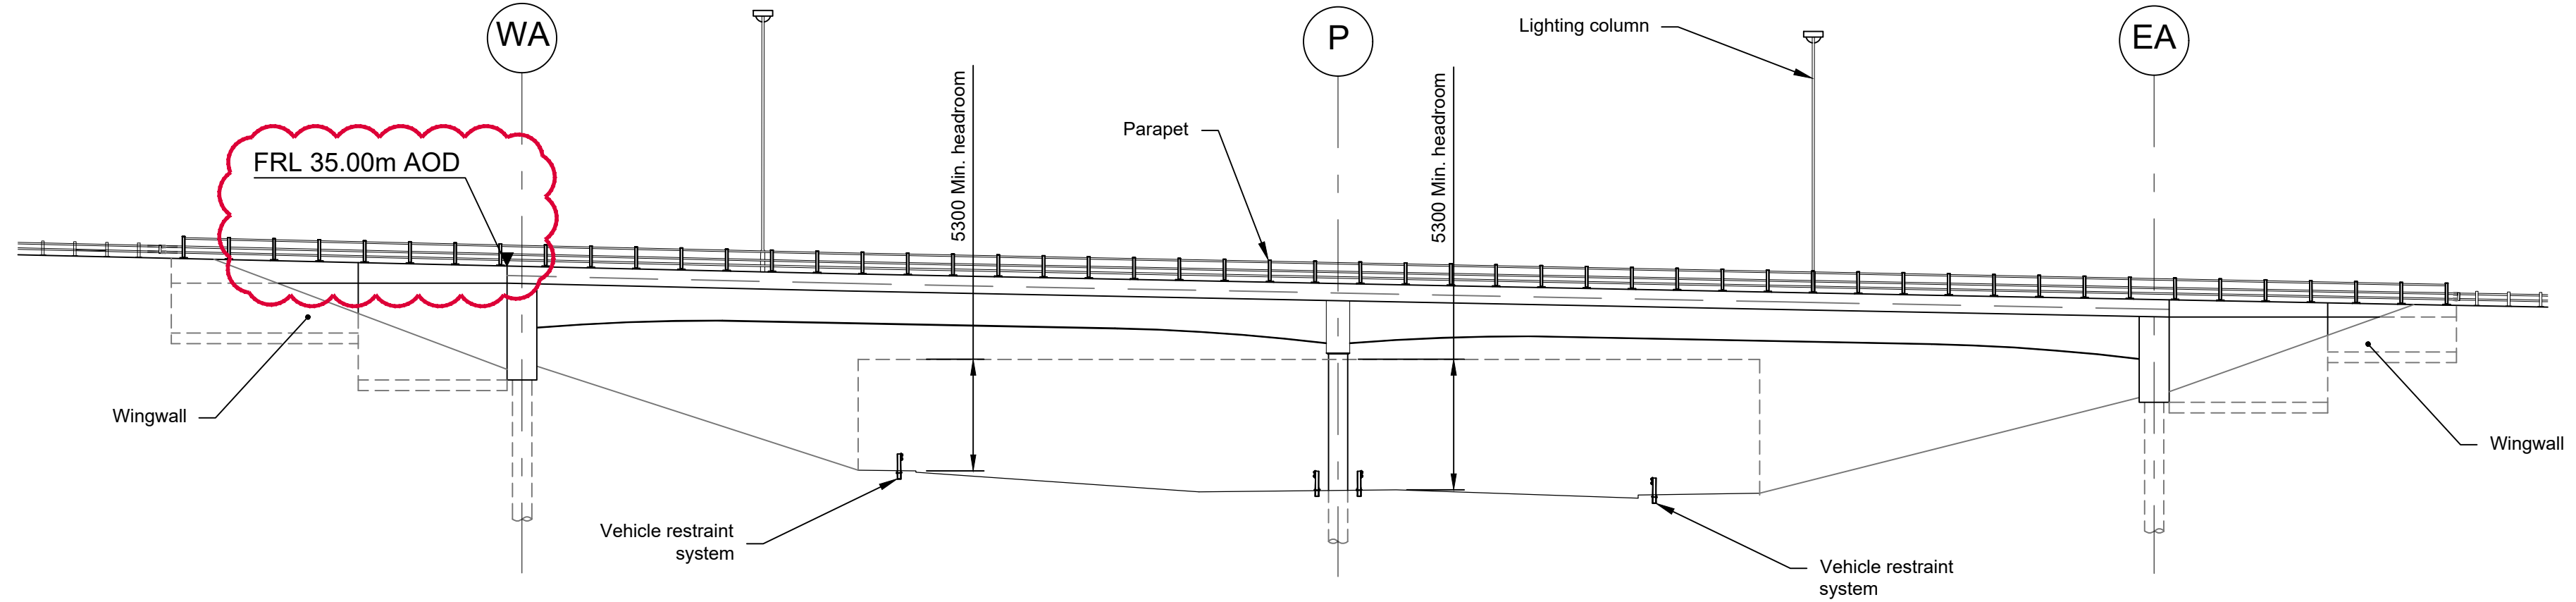 WA
P
EA
Lighting column
5300 Min. headroom
Parapet
5300 Min. headroom
FRL 35.00m AOD
Wingwall
Wingwall
Vehicle restraint
system
Vehicle restraint
system